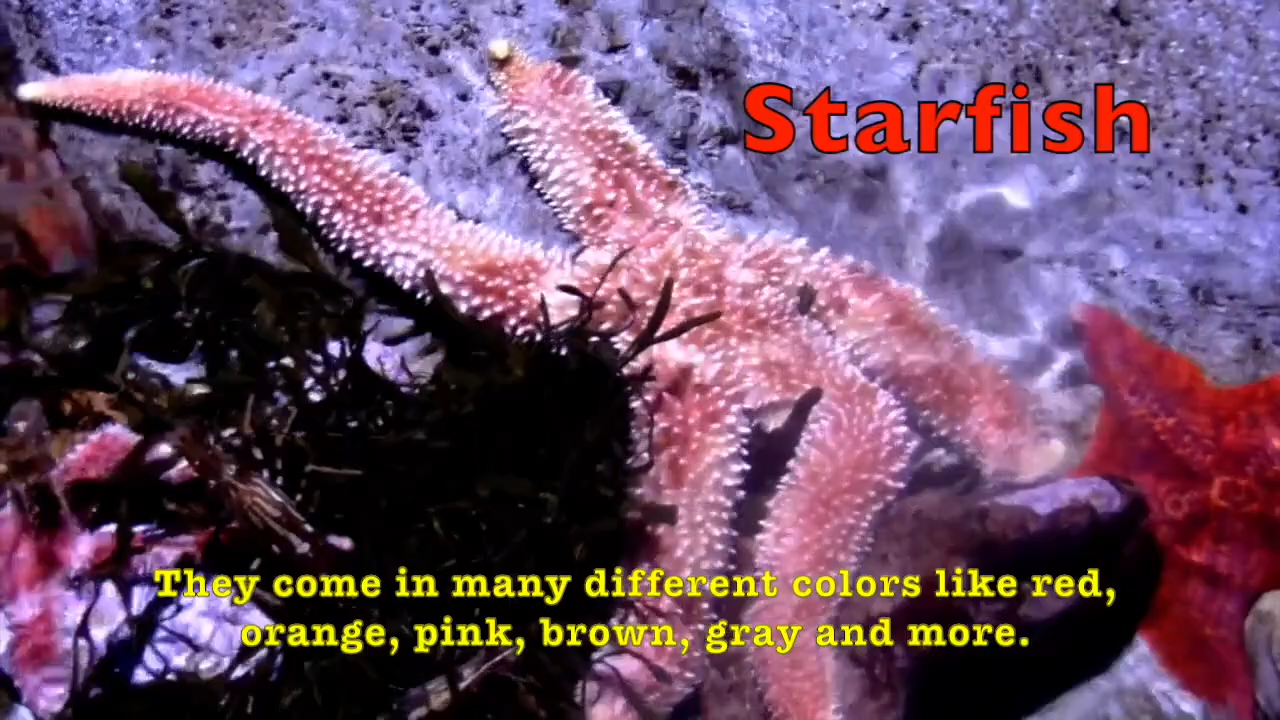 Starfish
They come in many different colors like red,
orange, pink, brown, gray and more.